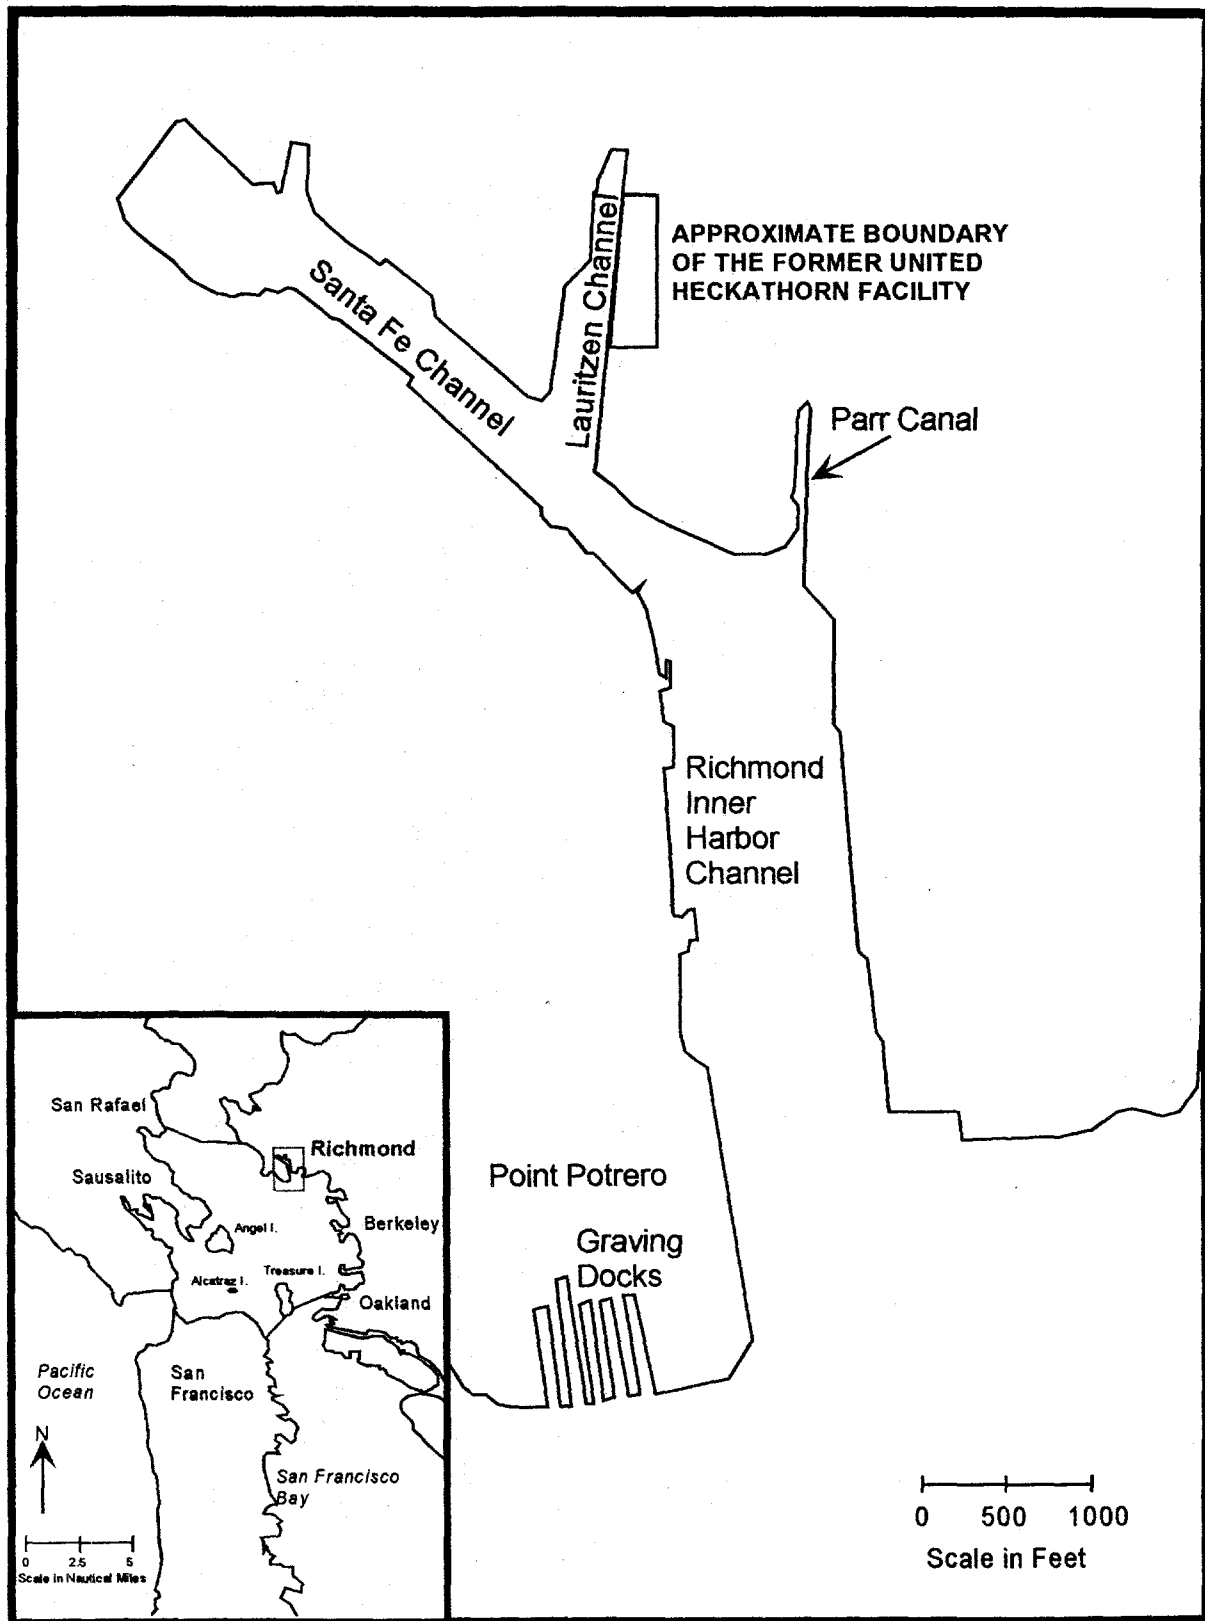 APPROXIMATE BOUNDARY
OF THE FORMER UNITED
HECKATHORN FACILITY
Santa Fe Channel
Lauritzen Channel
Parr Canal
Richmond
Inner
Harbor
Channel
Point Potrero
Graving
Docks
0 500 1000
Scale in Feet
San Rafael
Richmond
Sausalito
Angel I.
Berkeley
Treasure I.
Alcatraz I.
Oakland
Pacific
Ocean
San
Francisco
N
San Francisco
Bay
0 2.5 5
Scale in Nautical Miles